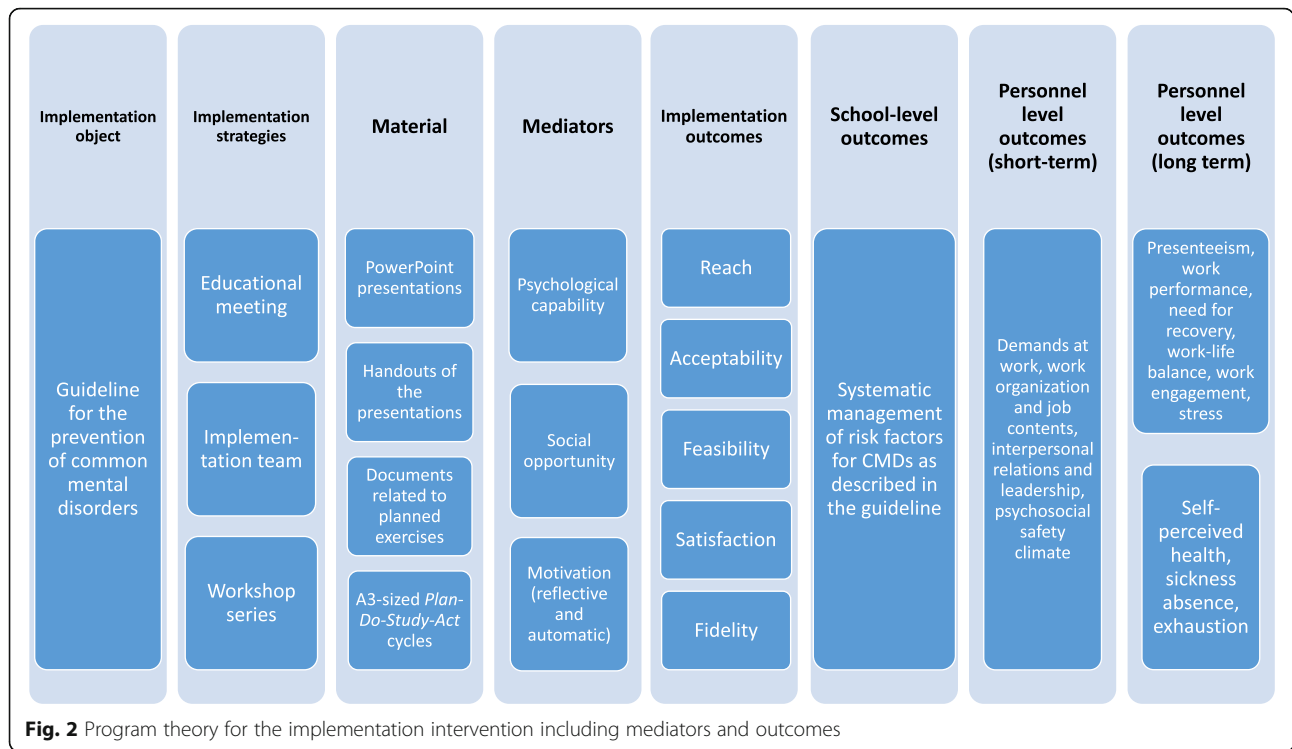 Implementation
object
Guideline
for the
prevention
of common
mental
disorders
Implementation
strategies
Educational
meeting
Implemen-
tation team
Workshop
series
Material
PowerPoint
presentations
Handouts of
the
presentations
Documents
related to
planned
exercises
A3-sized Plan-
Do-Study-Act
cycles
Mediators
Psychological
capability
Social
opportunity
Motivation
(reflective
and
automatic)
Implementation
outcomes
Reach
Acceptability
Feasibility
Satisfaction
Fidelity
School-level
outcomes
Systematic
management
of risk factors
for CMDs as
described in
the guideline
Personnel
level
outcomes
(short-term)
Demands at
work, work
organization
and job
contents,
interpersonal
relations and
leadership,
psychosocial
safety
climate
Personnel
level
outcomes
(long term)
Presenteeism,
work
performance,
need for
recovery,
work-life
balance, work
engagement,
stress
Self-
perceived
health,
sickness
absence,
exhaustion
Fig. 2 Program theory for the implementation intervention including mediators and outcomes